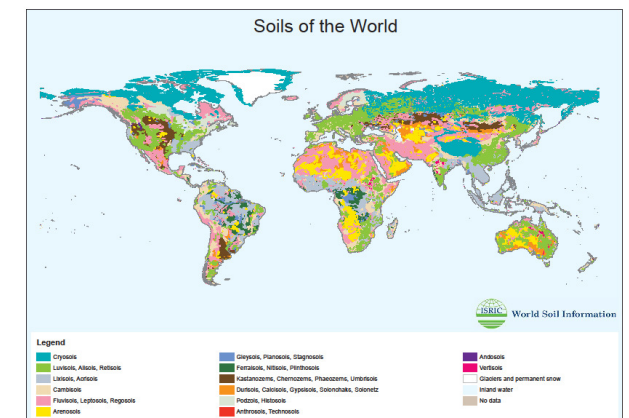 Soils of the World
ISRIC
World Soil Information
Legend
Cryosols
Luvisols, Alisols, Retisols
Lixisols, Acrisols
Cambisols
Fluvisols, Leptosols, Regosols
Arenosols
Gleysols, Planosols, Stagnosols
Ferralsols, Nitisols, Plinthosols
Kastanozems, Chernozems, Phaeozems, Umbrisols
Durisols, Calcisols, Gypsisols, Solonchaks, Solonetz
Podzols, Histosols
Anthrosols, Technosols
Andosols
Vertisols
Glaciers and permanent snow
Inland water
No data